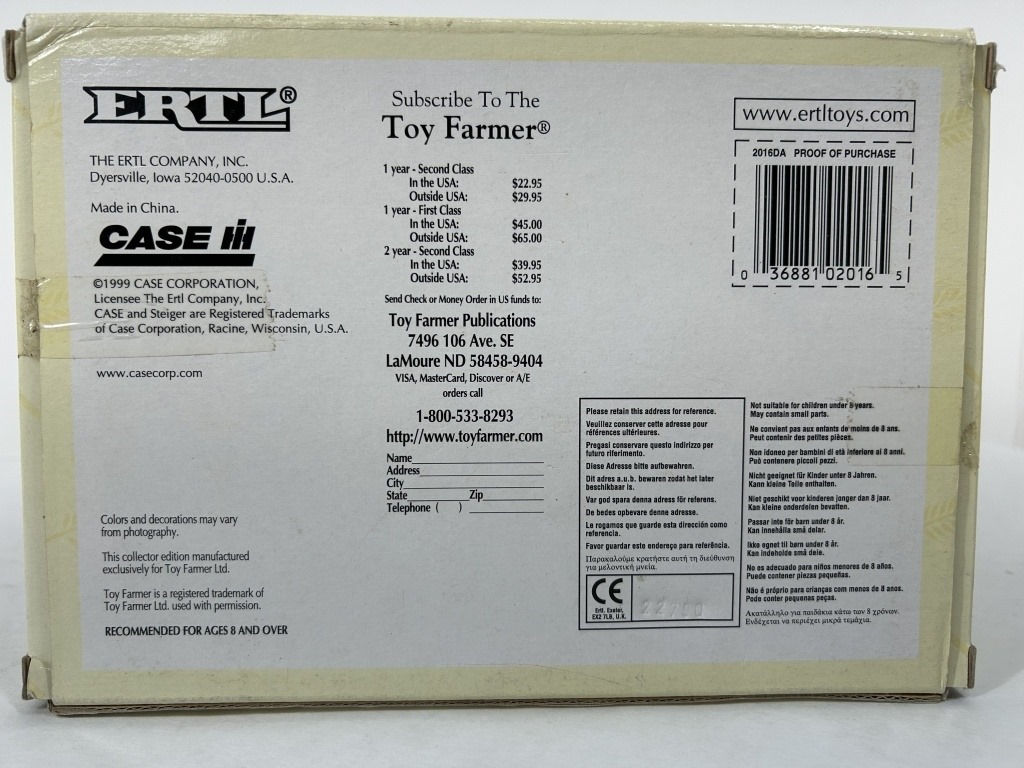 ERTL®
THE ERTL COMPANY, INC.
Dyersville, Iowa 52040-0500 U.S.A.
Made in China.
CASE IH
©1999 CASE CORPORATION,
Licensee The Ertl Company, Inc.
CASE and Steiger are Registered Trademarks
of Case Corporation, Racine, Wisconsin, U.S.A.
www.casecorp.com
Colors and decorations may vary
from photography.
This collector edition manufactured
exclusively for Toy Farmer Ltd.
Toy Farmer is a registered trademark of
Toy Farmer Ltd. used with permission.
RECOMMENDED FOR AGES 8 AND OVER
Subscribe To The
Toy Farmer®
1 year - Second Class
In the USA: $22.95
Outside USA: $29.95
1 year - First Class
In the USA: $45.00
Outside USA: $65.00
2 year - Second Class
In the USA: $39.95
Outside USA: $52.95
Send Check or Money Order in US funds to:
Toy Farmer Publications
7496 106 Ave. SE
LaMoure ND 58458-9404
VISA, MasterCard, Discover or A/E
orders call
1-800-533-8293
http://www.toyfarmer.com
Name
Address
City
State Zip
Telephone ( )
www.ertltoys.com
2016DA PROOF OF PURCHASE
0 36881 02016 5
Please retain this address for reference.
Veuillez conserver cette adresse pour
références ultérieures.
Pregasi conservare questo indirizzo per
futuro riferimento.
Diese Adresse bitte aufbewahren.
Dit adres a.u.b. bewaren zodat het later
beschikbaar is.
Var god spara denna adress för referens.
De bedes opbevare denne adresse.
Le rogamos que guarde esta dirección como
referencia.
Favor guardar este endereço para referência.
Παρακαλούμε κρατήστε αυτή τη διεύθυνση
για μελοντική μνεία.
CE
Ertl, Exeter,
EX2 7LB, U.K.
Not suitable for children under 8 years.
May contain small parts.
Ne convient pas aux enfants de moins de 8 ans.
Peut contenir des petites pièces.
Non idoneo per bambini di età inferiore ai 8 anni.
Può contenere piccoli pezzi.
Nicht geeignet für Kinder unter 8 Jahren.
Kann kleine Teile enthalten.
Niet geschikt voor kinderen jonger dan 8 jaar.
Kan kleine onderdelen bevatten.
Passar inte för barn under 8 år.
Kan innehålla små delar.
Ikke egnet til børn under 8 år.
Kan indeholde små dele.
No es adecuado para niños menores de 8 años.
Puede contener piezas pequeñas.
Não é próprio para crianças com menos de 8 anos.
Pode conter pequenas peças.
Ακατάλληλο για παιδάκια κάτω των 8 χρόνων.
Ενδέχεται να περιέχει μικρά τεμάχια.